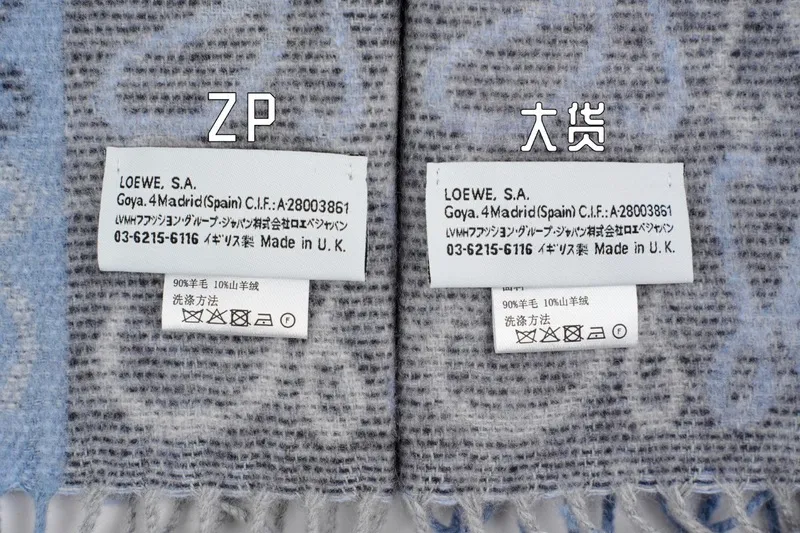 ZP
LOEWE, S.A.
Goya. 4 Madrid (Spain) C.I.F.: A-28003861
LVMHファッション・グループ・ジャパン株式会社ロエベジャパン
03-6215-6116 イギリス製 Made in U. K.
90%羊毛 10%山羊绒
洗涤方法
F
大货
LOEWE, S.A.
Goya. 4 Madrid (Spain) C.I.F.: A-28003861
LVMHファッション・グループ・ジャパン株式会社ロエベジャパン
03-6215-6116 イギリス製 Made in U. K.
90%羊毛 10%山羊绒
洗涤方法
F